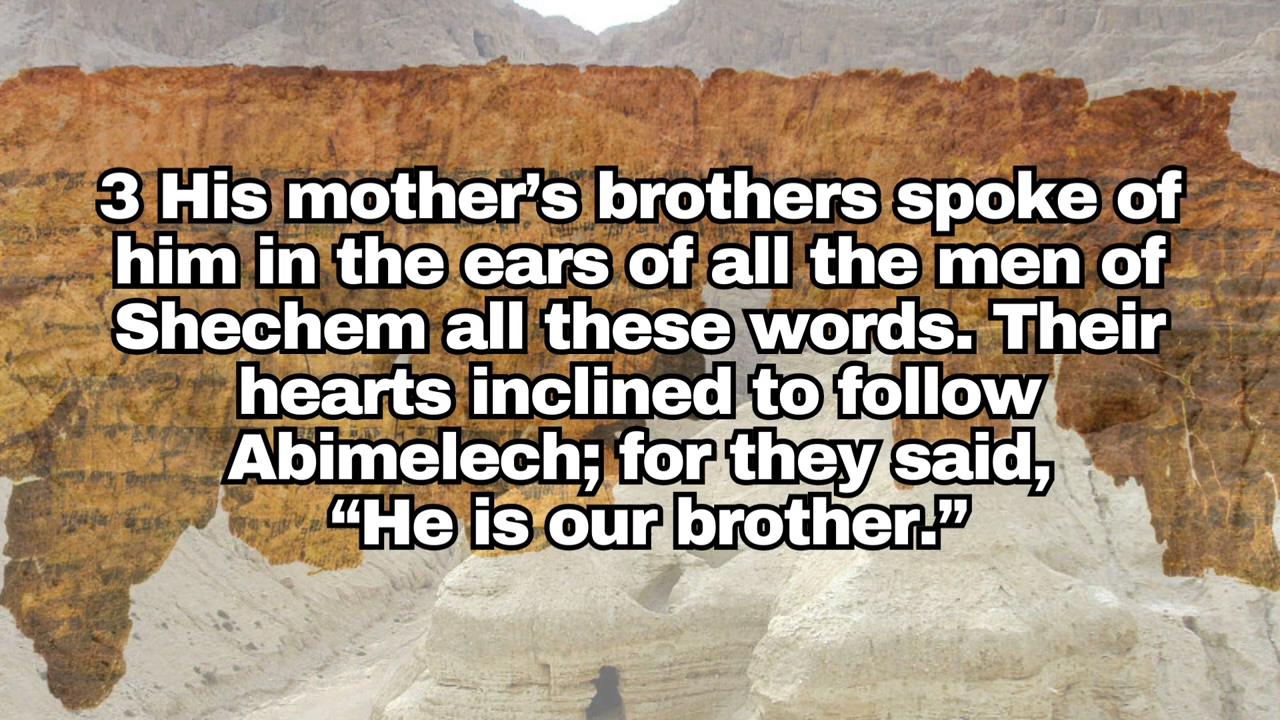 3 His mother’s brothers spoke of
him in the ears of all the men of
Shechem all these words. Their
hearts inclined to follow
Abimelech; for they said,
“He is our brother.”